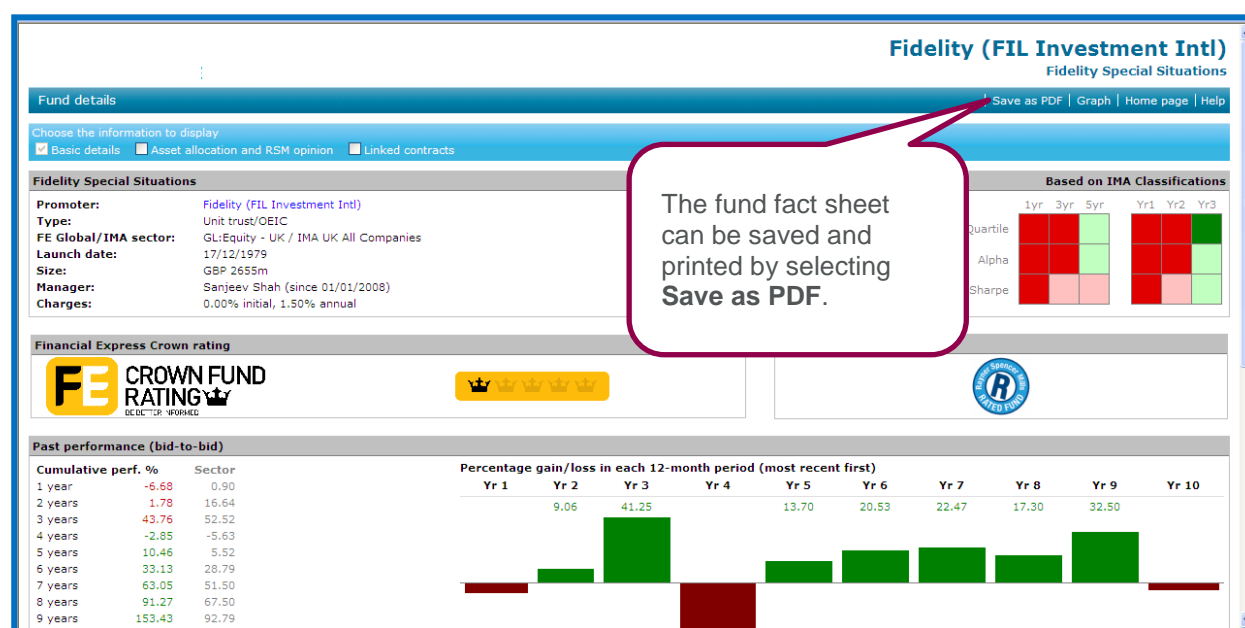 Fidelity (FIL Investment Intl)
Fidelity Special Situations
Fund details
Save as PDF | Graph | Home page | Help
Choose the information to display
Basic details Asset allocation and RSM opinion Linked contracts
Fidelity Special Situations
Based on IMA Classifications
Promoter: Fidelity (FIL Investment Intl)
Type: Unit trust/OEIC
FE Global/IMA sector: GL:Equity - UK / IMA UK All Companies
Launch date: 17/12/1979
Size: GBP 2655m
Manager: Sanjeev Shah (since 01/01/2008)
Charges: 0.00% initial, 1.50% annual
The fund fact sheet
can be saved and
printed by selecting
Save as PDF.
1yr 3yr 5yr Yr1 Yr2 Yr3
Quartile
Alpha
Sharpe
Financial Express Crown rating
FE CROWN FUND
RATING
BE BETTER INFORMED
Rayner Spencer Mills
R
RATED FUND
Past performance (bid-to-bid)
Cumulative perf. % Sector
1 year -6.68 0.90
2 years 1.78 16.64
3 years 43.76 52.52
4 years -2.85 -5.63
5 years 10.46 5.52
6 years 33.13 28.79
7 years 63.05 51.50
8 years 91.27 67.50
9 years 153.43 92.79
Percentage gain/loss in each 12-month period (most recent first)
Yr 1 Yr 2 Yr 3 Yr 4 Yr 5 Yr 6 Yr 7 Yr 8 Yr 9 Yr 10
9.06 41.25 13.70 20.53 22.47 17.30 32.50